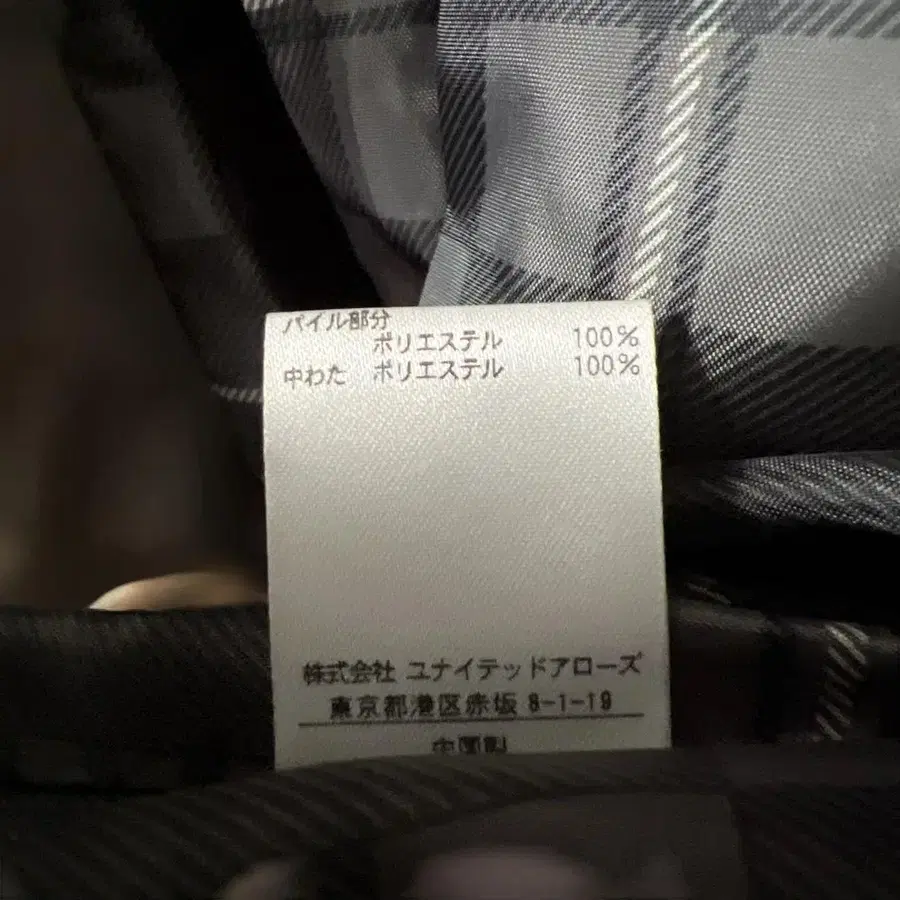 パイル部分
ポリエステル 100%
中わた ポリエステル 100%
株式会社 ユナイテッドアローズ
東京都港区赤坂 8-1-19
中国製